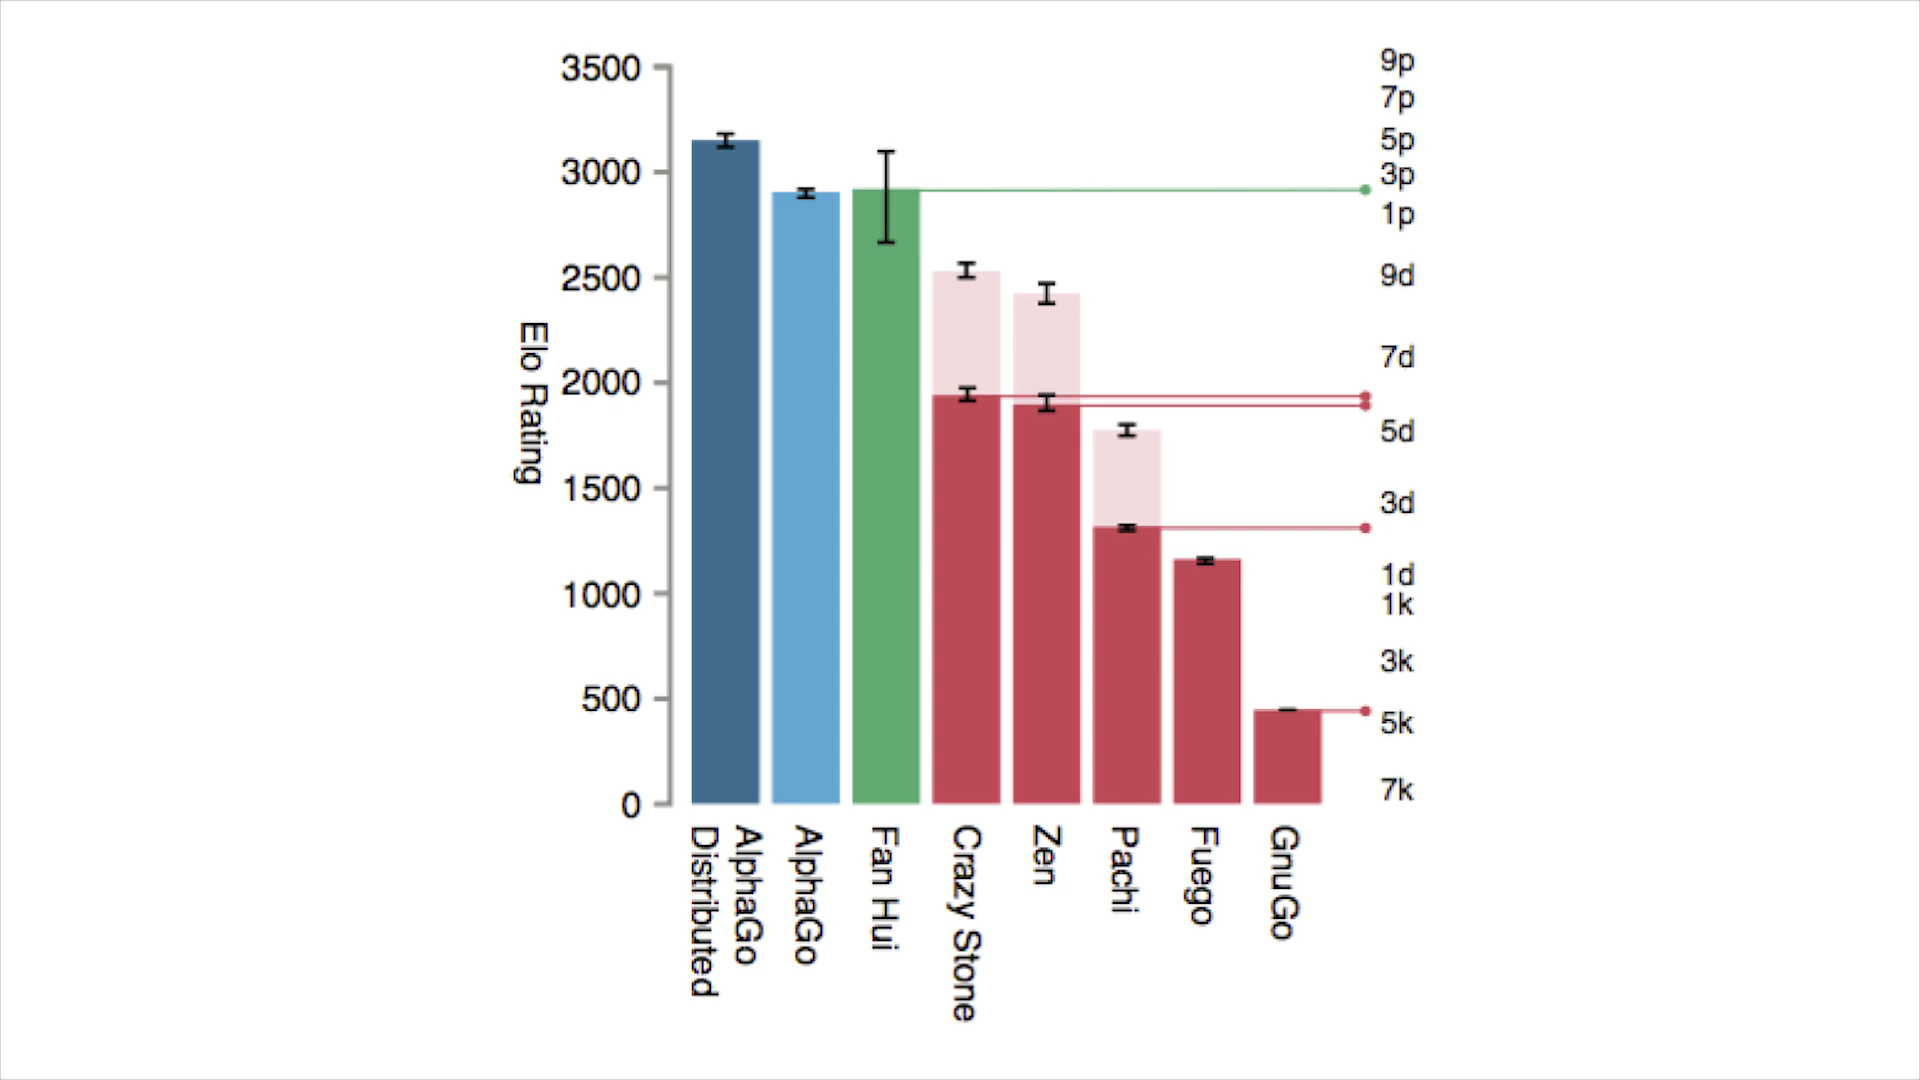 3500
3000
2500
2000
1500
1000
500
0
Elo Rating
9p
7p
5p
3p
1p
9d
7d
5d
3d
1d
1k
3k
5k
7k
AlphaGo
Distributed
AlphaGo
Fan Hui
Crazy Stone
Zen
Pachi
Fuego
GnuGo